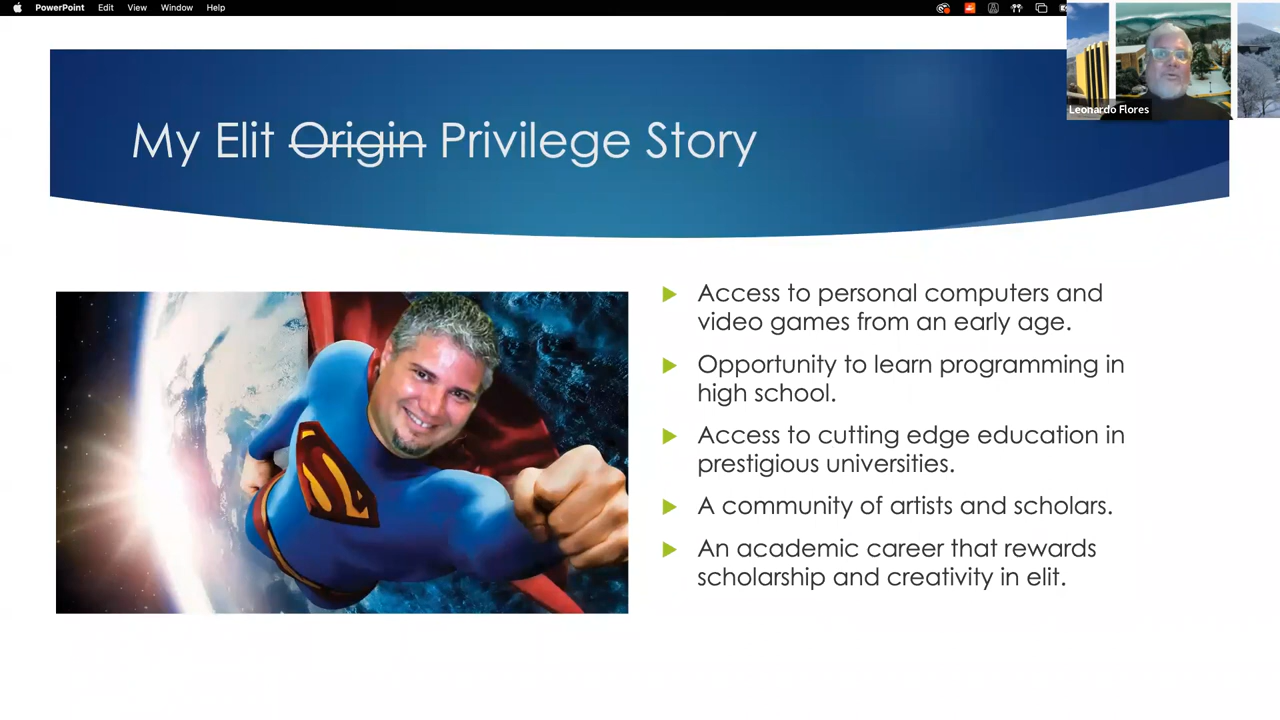 PowerPoint Edit View Window Help
Leonardo Flores
My Elit Origin Privilege Story
Access to personal computers and
video games from an early age.
Opportunity to learn programming in
high school.
Access to cutting edge education in
prestigious universities.
A community of artists and scholars.
An academic career that rewards
scholarship and creativity in elit.